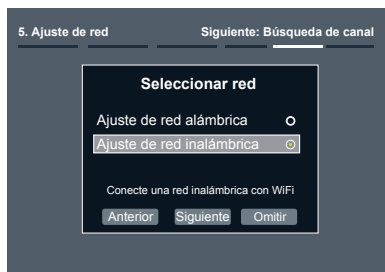 5. Ajuste de red
Siguiente: Búsqueda de canal
Seleccionar red
Ajuste de red alámbrica
Ajuste de red inalámbrica
Conecte una red inalámbrica con WiFi
Anterior
Siguiente
Omitir